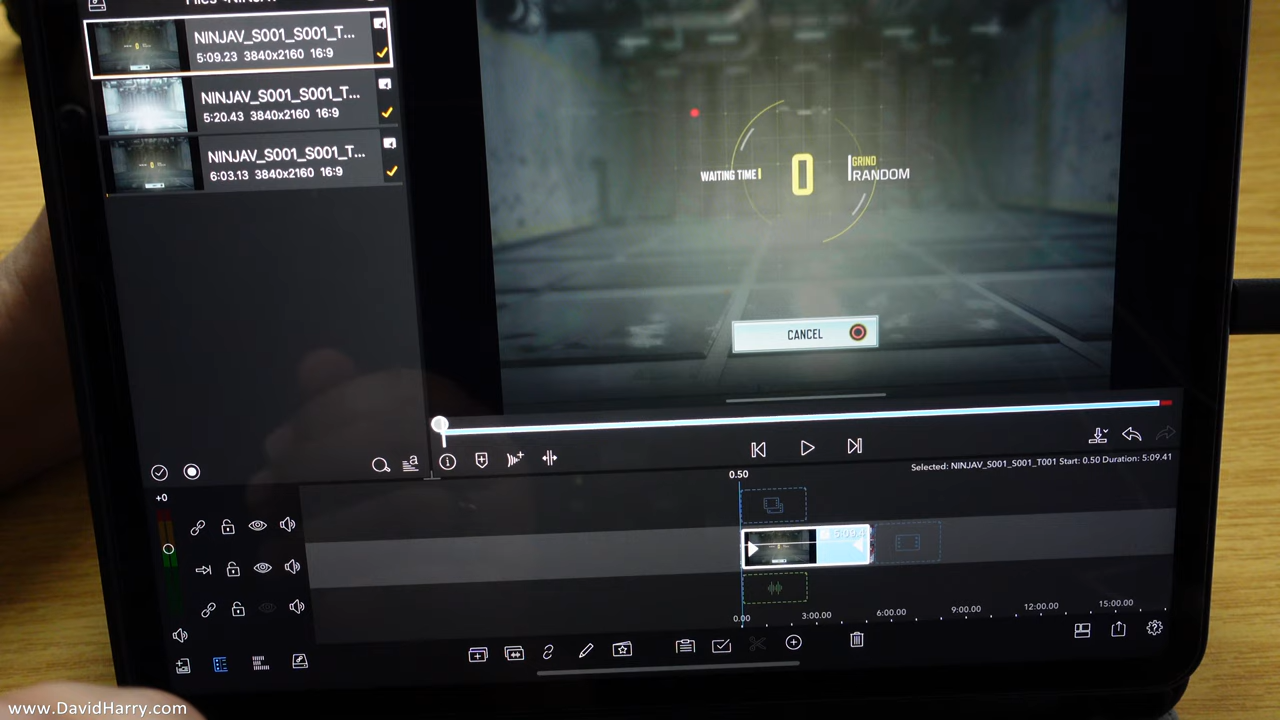 NINJAV_S001_S001_T...
5:09.23 3840x2160 16:9
NINJAV_S001_S001_T...
5:20.43 3840x2160 16:9
NINJAV_S001_S001_T...
6:03.13 3840x2160 16:9
WAITING TIME
0
GRIND
RANDOM
CANCEL
Selected: NINJAV_S001_S001_T001 Start: 0.50 Duration: 5:09.41
+0
0.50
5:09.4
0.00 3:00.00 6:00.00 9:00.00 12:00.00 15:00.00
www.DavidHarry.com